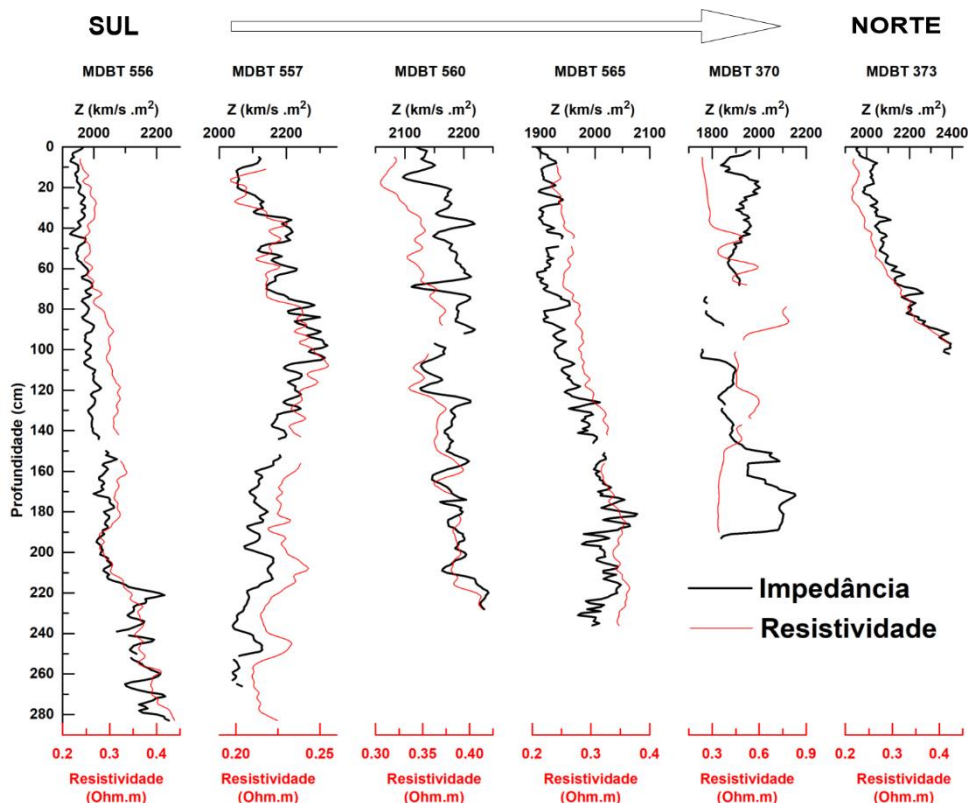 SUL
NORTE
MDBT 556
MDBT 557
MDBT 560
MDBT 565
MDBT 370
MDBT 373
Z (km/s .m²)
Z (km/s .m²)
Z (km/s .m²)
Z (km/s .m²)
Z (km/s .m²)
Z (km/s .m²)
2000 2200
2000 2200
2100 2200
1900 2000 2100
1800 2000 2200
2000 2200 2400
Profundidade (cm)
0
20
40
60
80
100
120
140
160
180
200
220
240
260
280
Impedância
Resistividade
0.2 0.3 0.4
0.20 0.25
0.30 0.35 0.40
0.2 0.3 0.4
0.3 0.6 0.9
0.2 0.3 0.4
Resistividade
(Ohm.m)
Resistividade
(Ohm.m)
Resistividade
(Ohm.m)
Resistividade
(Ohm.m)
Resistividade
(Ohm.m)
Resistividade
(Ohm.m)